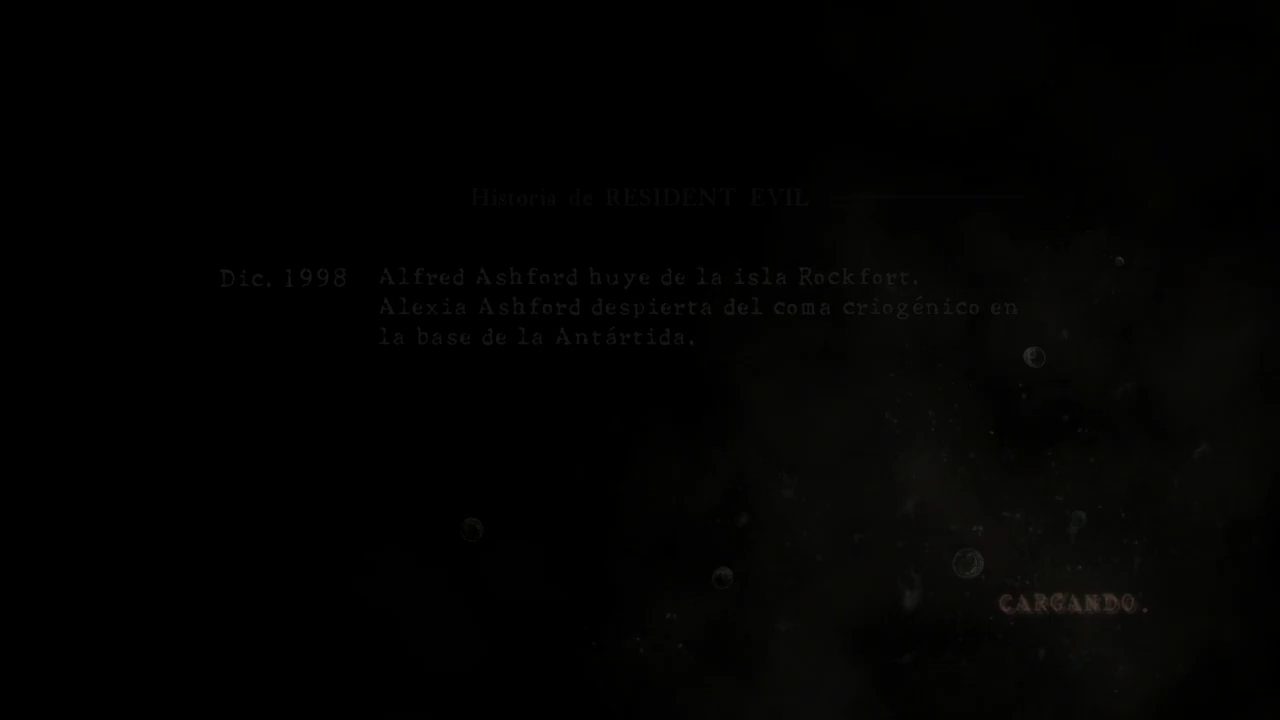 Historia de RESIDENT EVIL
Dic. 1998 Alfred Ashford huye de la isla Rockfort.
Alexia Ashford despierta del coma criogénico en
la base de la Antártida.
CARGANDO.